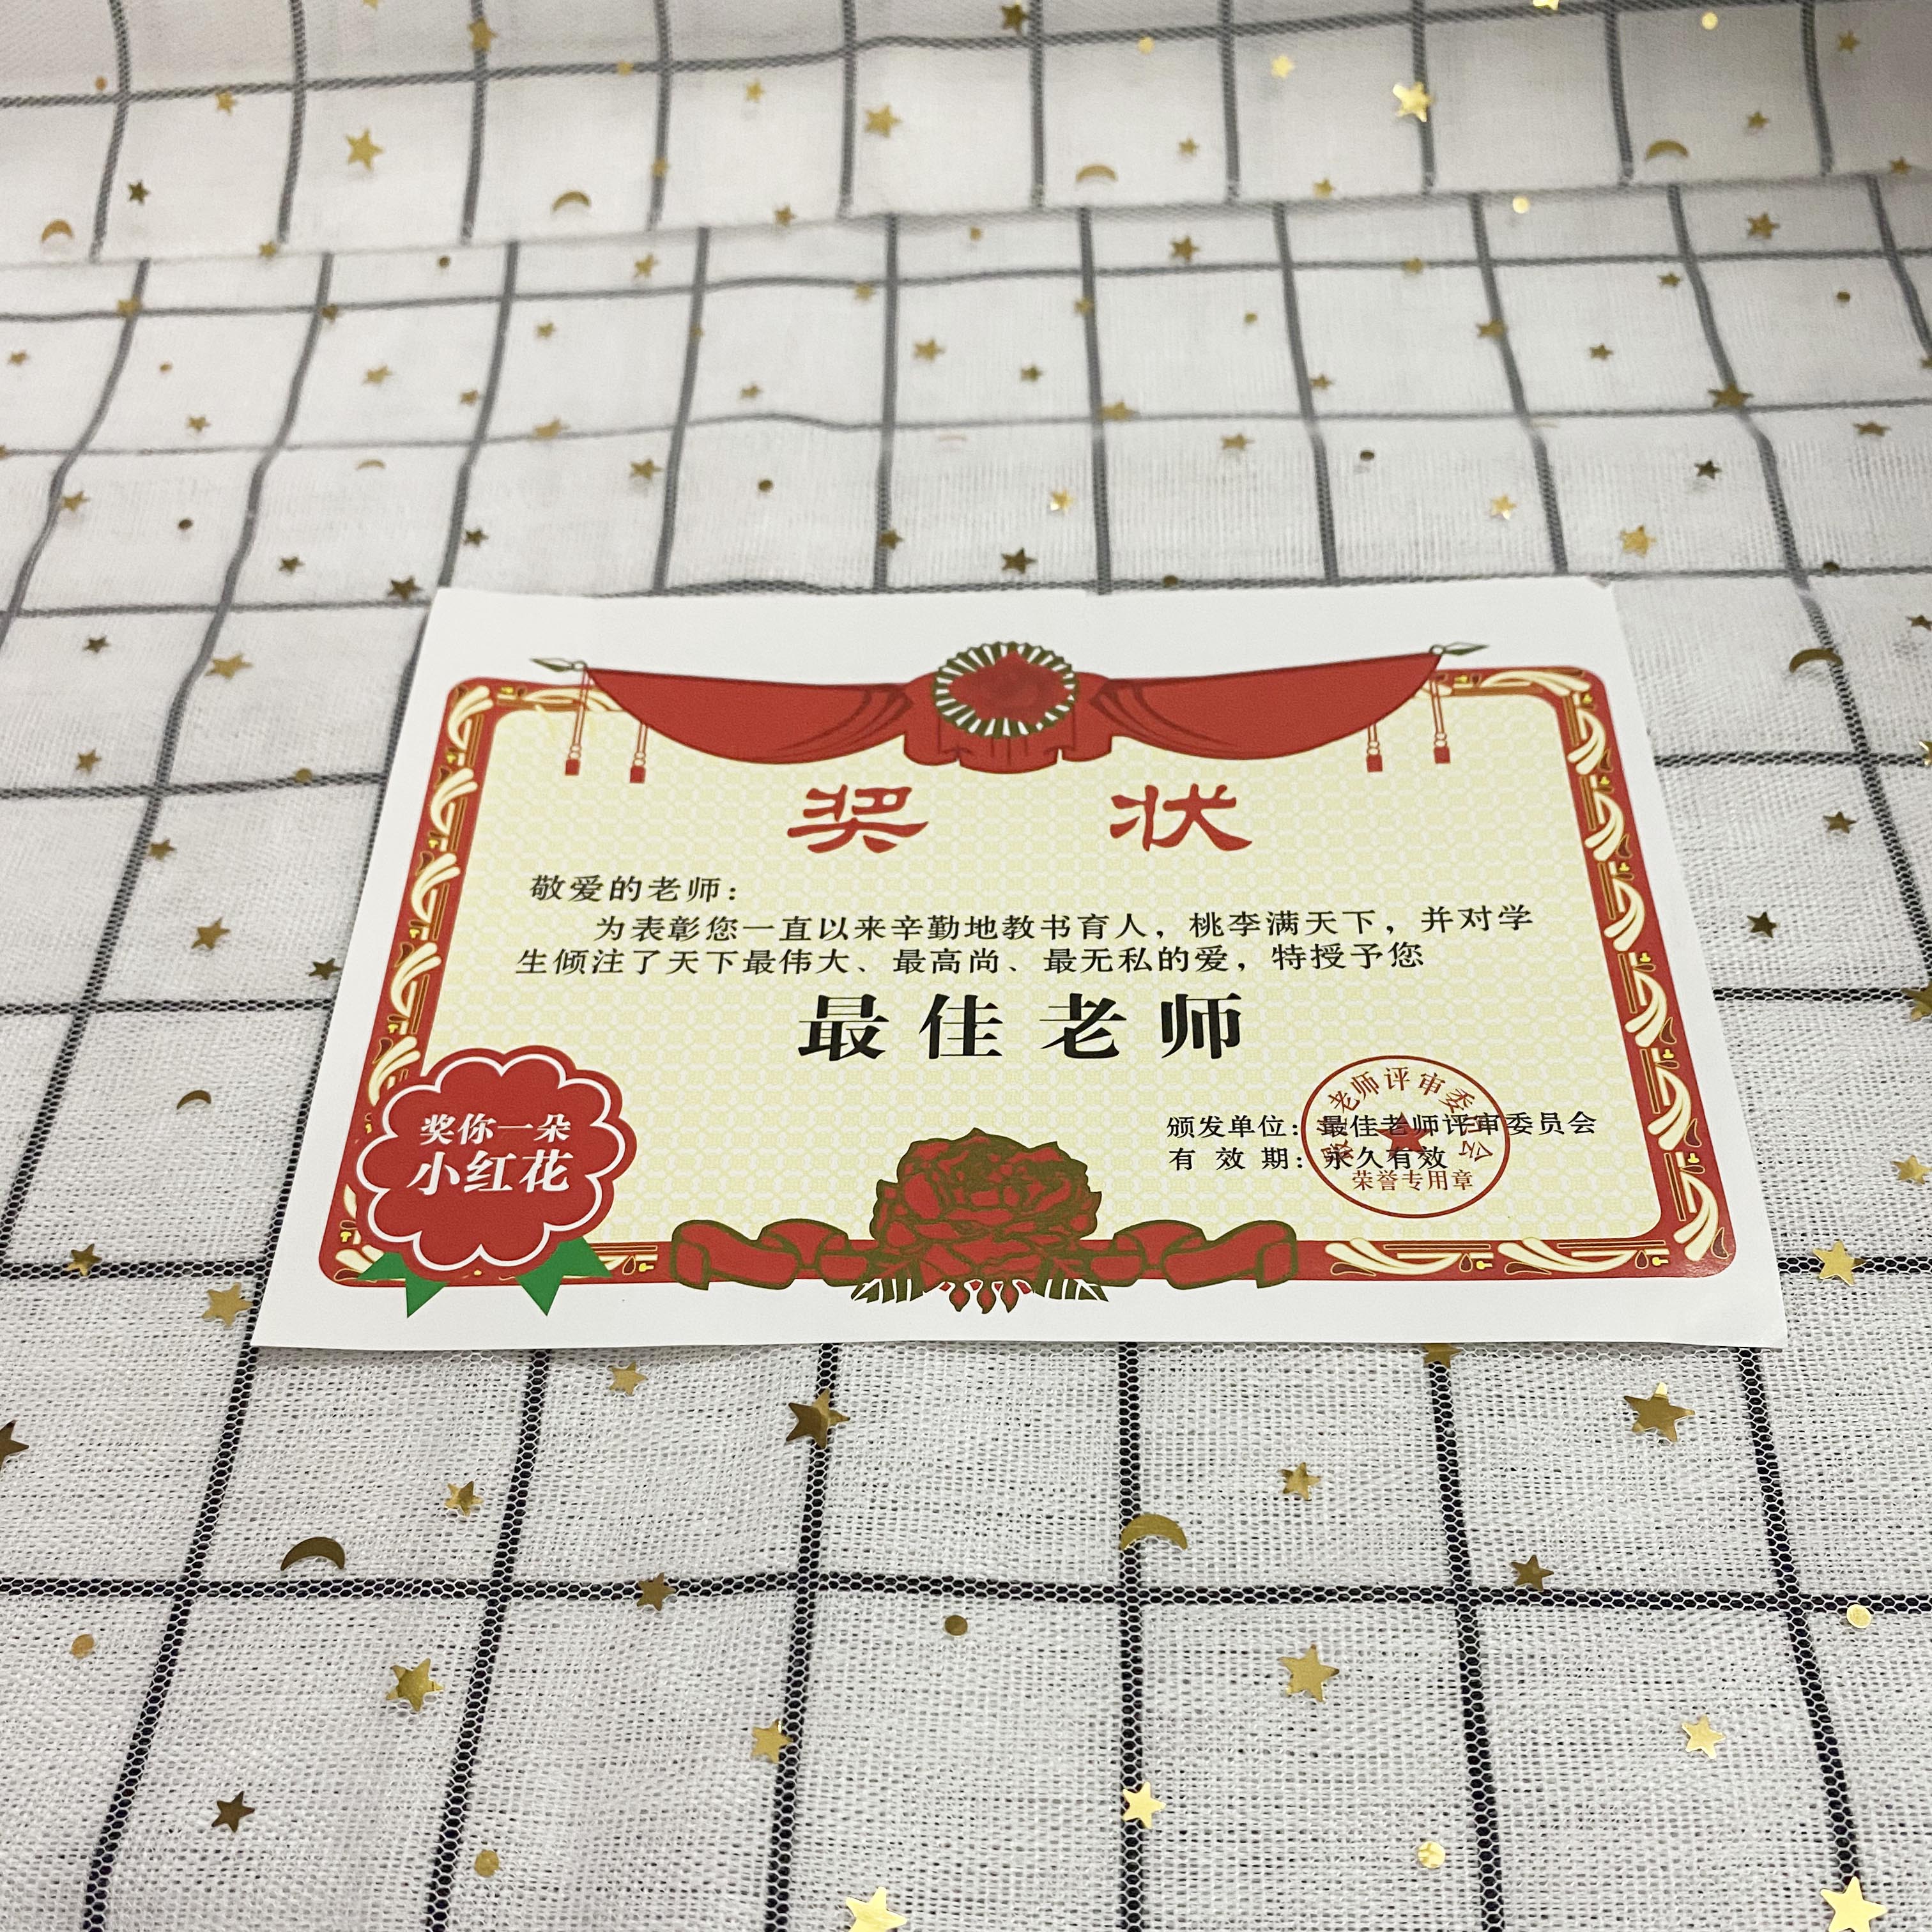 奖 状
敬爱的老师：
为表彰您一直以来辛勤地教书育人，桃李满天下，并对学
生倾注了天下最伟大、最高尚、最无私的爱，特授予您
最佳老师
奖你一朵
小红花
颁发单位：最佳老师评审委员会
有 效 期：永久有效
最佳老师评审委员会
荣誉专用章